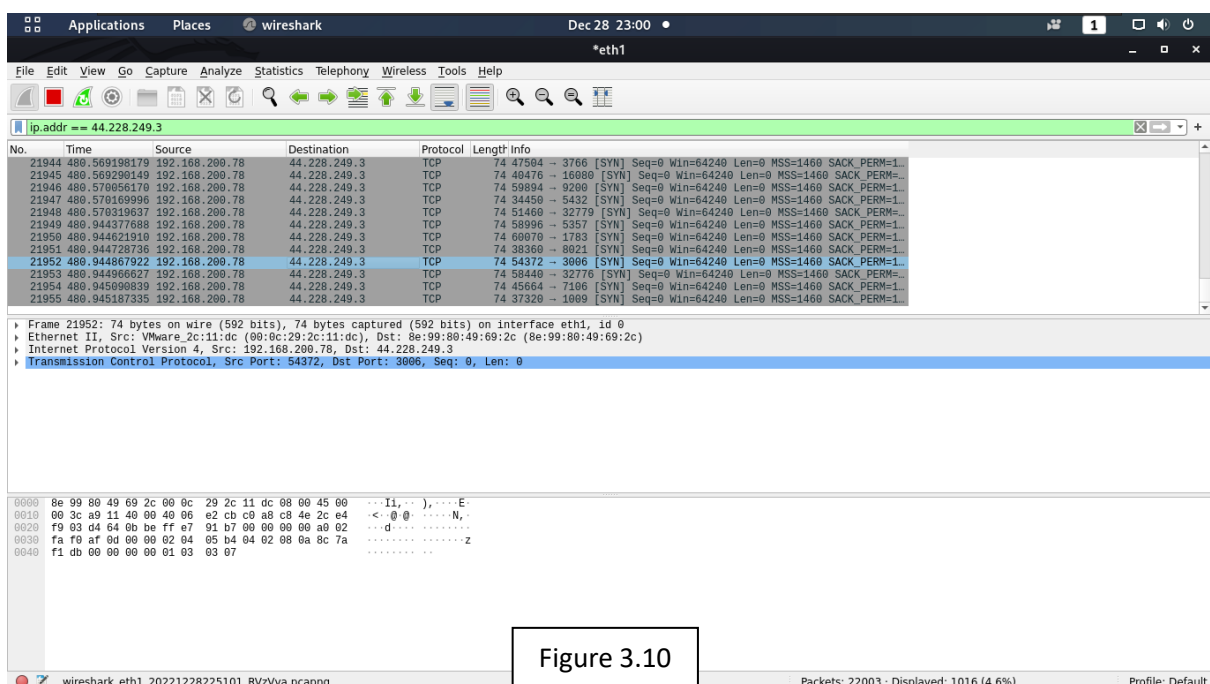 Applications Places wireshark Dec 28 23:00 1
*eth1
File Edit View Go Capture Analyze Statistics Telephony Wireless Tools Help
ip.addr == 44.228.249.3
No. Time Source Destination Protocol Length Info
21944 480.569198179 192.168.200.78 44.228.249.3 TCP 74 47504 → 3766 [SYN] Seq=0 Win=64240 Len=0 MSS=1460 SACK_PERM=1…
21945 480.569290149 192.168.200.78 44.228.249.3 TCP 74 40476 → 16080 [SYN] Seq=0 Win=64240 Len=0 MSS=1460 SACK_PERM=…
21946 480.570056170 192.168.200.78 44.228.249.3 TCP 74 59894 → 9200 [SYN] Seq=0 Win=64240 Len=0 MSS=1460 SACK_PERM=1…
21947 480.570169996 192.168.200.78 44.228.249.3 TCP 74 34450 → 5432 [SYN] Seq=0 Win=64240 Len=0 MSS=1460 SACK_PERM=1…
21948 480.570319637 192.168.200.78 44.228.249.3 TCP 74 51460 → 32779 [SYN] Seq=0 Win=64240 Len=0 MSS=1460 SACK_PERM=…
21949 480.944377688 192.168.200.78 44.228.249.3 TCP 74 58996 → 5357 [SYN] Seq=0 Win=64240 Len=0 MSS=1460 SACK_PERM=1…
21950 480.944621910 192.168.200.78 44.228.249.3 TCP 74 60070 → 1783 [SYN] Seq=0 Win=64240 Len=0 MSS=1460 SACK_PERM=1…
21951 480.944728736 192.168.200.78 44.228.249.3 TCP 74 38360 → 8021 [SYN] Seq=0 Win=64240 Len=0 MSS=1460 SACK_PERM=1…
21952 480.944867922 192.168.200.78 44.228.249.3 TCP 74 54372 → 3006 [SYN] Seq=0 Win=64240 Len=0 MSS=1460 SACK_PERM=1…
21953 480.944966627 192.168.200.78 44.228.249.3 TCP 74 58440 → 32776 [SYN] Seq=0 Win=64240 Len=0 MSS=1460 SACK_PERM=…
21954 480.945090839 192.168.200.78 44.228.249.3 TCP 74 45664 → 7106 [SYN] Seq=0 Win=64240 Len=0 MSS=1460 SACK_PERM=1…
21955 480.945187335 192.168.200.78 44.228.249.3 TCP 74 37320 → 1009 [SYN] Seq=0 Win=64240 Len=0 MSS=1460 SACK_PERM=1…
Frame 21952: 74 bytes on wire (592 bits), 74 bytes captured (592 bits) on interface eth1, id 0
Ethernet II, Src: VMware_2c:11:dc (00:0c:29:2c:11:dc), Dst: 8e:99:80:49:69:2c (8e:99:80:49:69:2c)
Internet Protocol Version 4, Src: 192.168.200.78, Dst: 44.228.249.3
Transmission Control Protocol, Src Port: 54372, Dst Port: 3006, Seq: 0, Len: 0
0000 8e 99 80 49 69 2c 00 0c 29 2c 11 dc 08 00 45 00 ···Ii,·· ),····E·
0010 00 3c a9 11 40 00 40 06 e2 cb c0 a8 c8 4e 2c e4 ·<··@·@· ·····N,·
0020 f9 03 d4 64 0b be ff e7 91 b7 00 00 00 00 a0 02 ···d···· ········
0030 fa f0 af 0d 00 00 02 04 05 b4 04 02 08 0a 8c 7a ········ ·······z
0040 f1 db 00 00 00 00 01 03 03 07 ········ ··
Figure 3.10
wireshark_eth1_20221228225101_RVzVya.pcapng Packets: 22003 · Displayed: 1016 (4.6%) Profile: Default